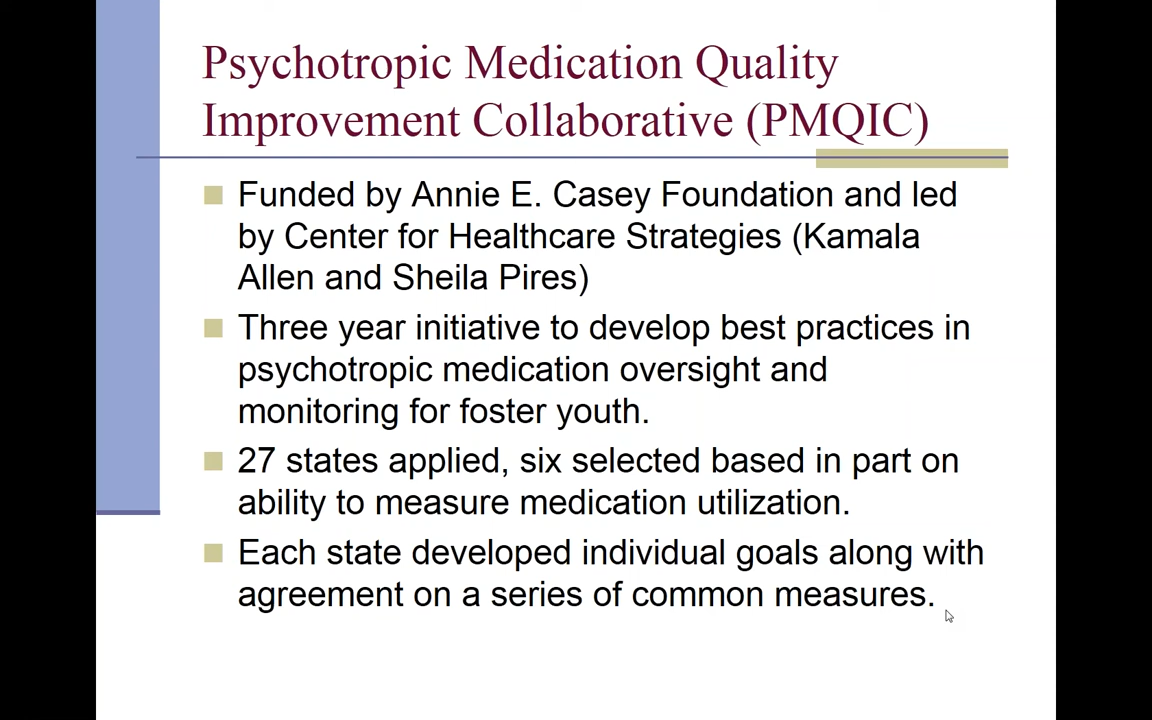 Psychotropic Medication Quality
Improvement Collaborative (PMQIC)
Funded by Annie E. Casey Foundation and led
by Center for Healthcare Strategies (Kamala
Allen and Sheila Pires)
Three year initiative to develop best practices in
psychotropic medication oversight and
monitoring for foster youth.
27 states applied, six selected based in part on
ability to measure medication utilization.
Each state developed individual goals along with
agreement on a series of common measures.